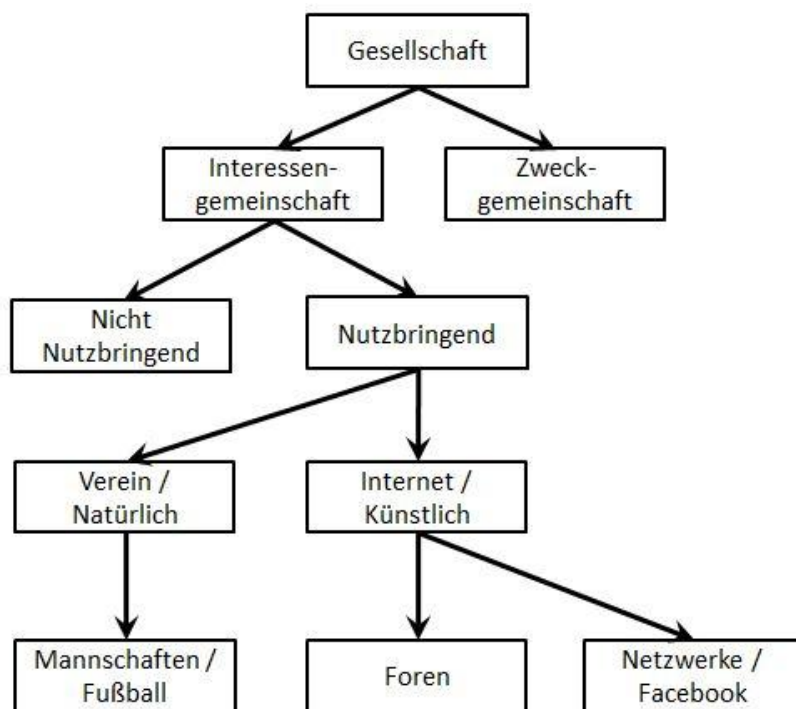 Gesellschaft
Interessen-
gemeinschaft
Zweck-
gemeinschaft
Nicht
Nutzbringend
Nutzbringend
Verein /
Natürlich
Internet /
Künstlich
Mannschaften /
Fußball
Foren
Netzwerke /
Facebook